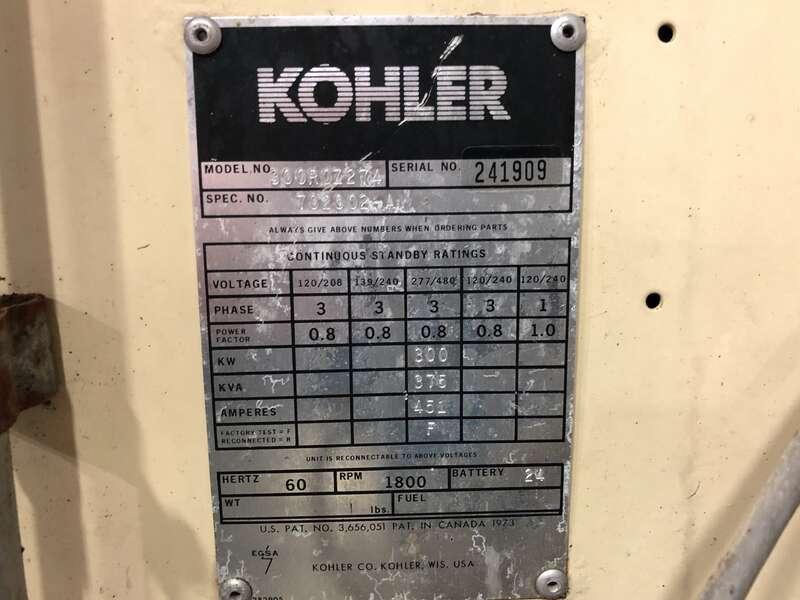 KOHLER
MODEL NO. 300ROZ274 SERIAL NO. 241909
SPEC. NO.
ALWAYS GIVE ABOVE NUMBERS WHEN ORDERING PARTS
CONTINUOUS STANDBY RATINGS
VOLTAGE 120/208 139/240 277/480 120/240 120/240
PHASE 3 3 3 3 1
POWER FACTOR 0.8 0.8 0.8 0.8 1.0
KW 300
KVA 375
AMPERES 451
FACTORY TEST = F
RECONNECTED = R F
UNIT IS RECONNECTABLE TO ABOVE VOLTAGES
HERTZ 60 RPM 1800 BATTERY 24
WT lbs. FUEL
U.S. PAT. NO. 3,656,051 PAT. IN CANADA 1973
EGSA
7 KOHLER CO. KOHLER, WIS. USA